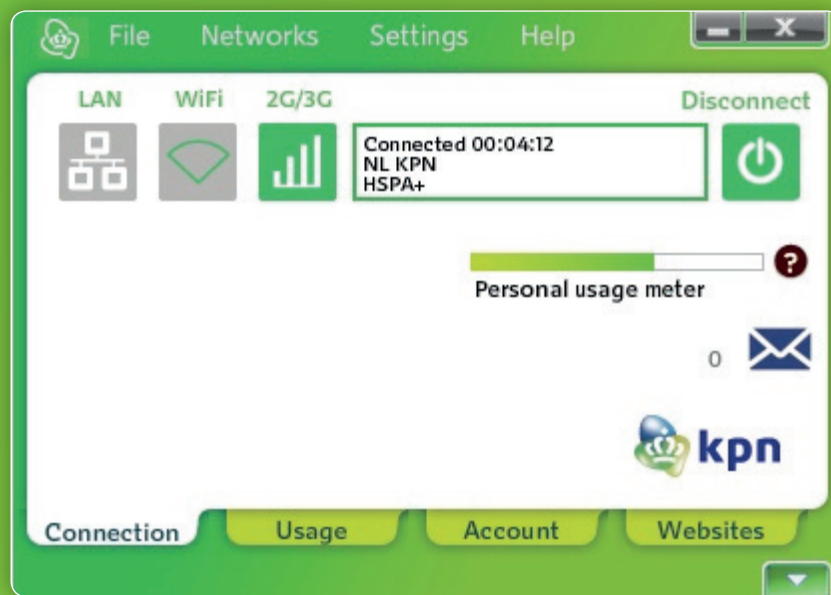 File Networks Settings Help
LAN WiFi 2G/3G Disconnect
Connected 00:04:12
NL KPN
HSPA+
?
Personal usage meter
0
kpn
Connection Usage Account Websites